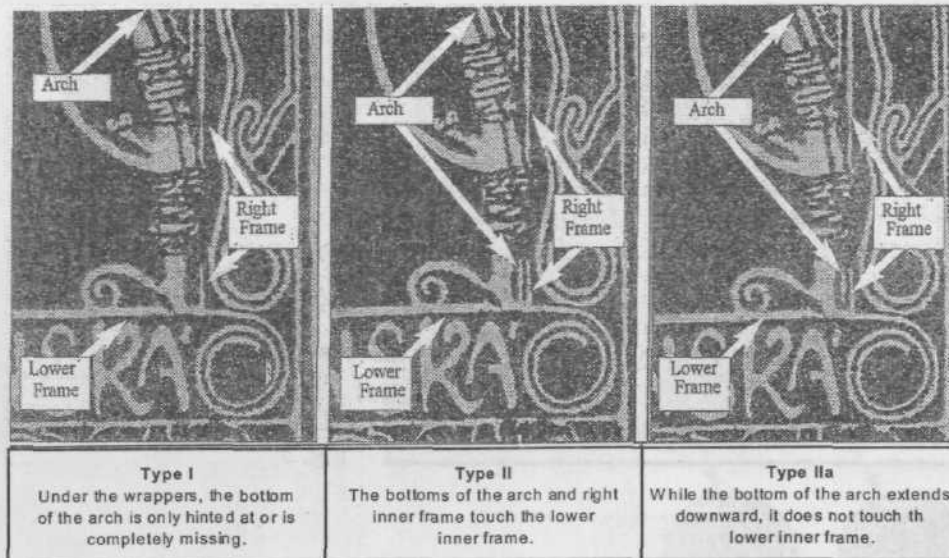 Arch
Right
Frame
Lower
Frame
SKA
Arch
Right
Frame
Lower
Frame
SKA
Arch
Right
Frame
Lower
Frame
SKA
Type I
Under the wrappers, the bottom
of the arch is only hinted at or is
completely missing.
Type II
The bottoms of the arch and right
inner frame touch the lower
inner frame.
Type IIa
While the bottom of the arch extends
downward, it does not touch th
lower inner frame.